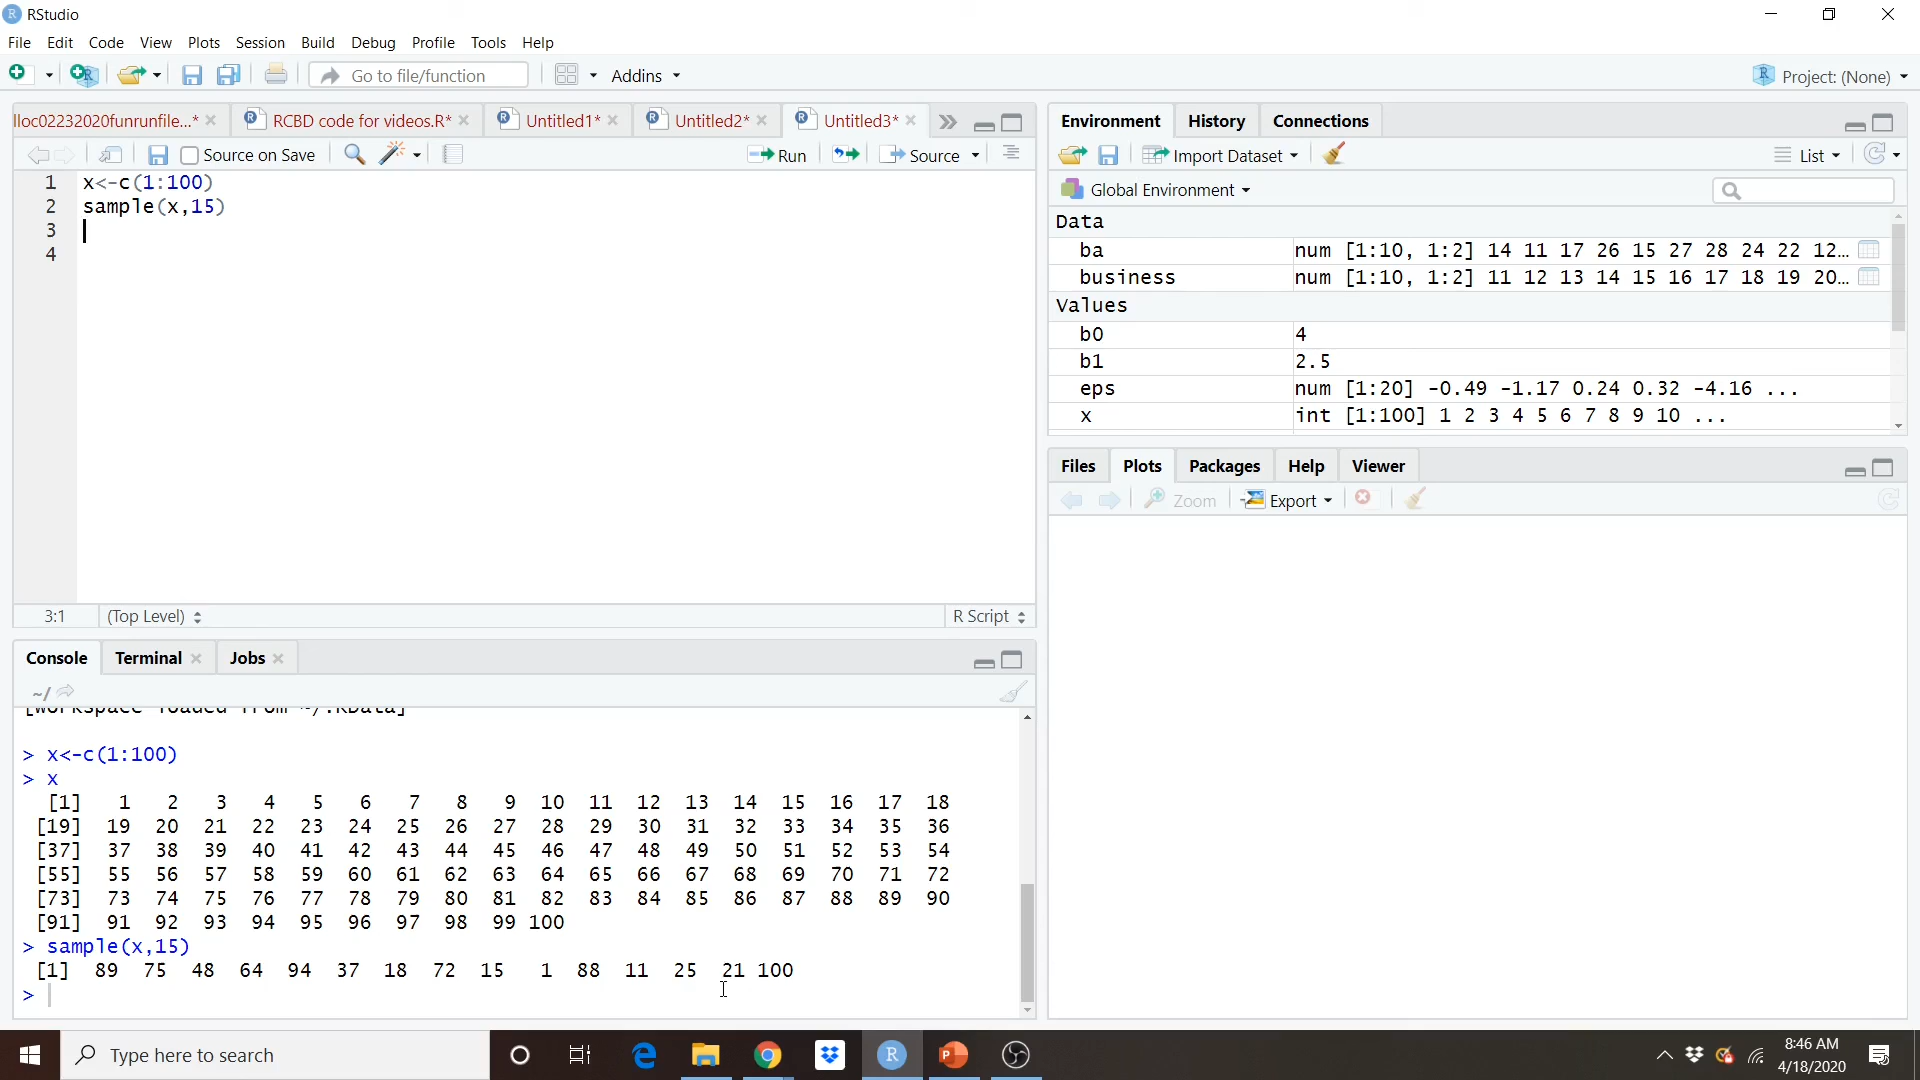 RStudio
File Edit Code View Plots Session Build Debug Profile Tools Help
Go to file/function Addins Project: (None)
lloc02232020funrunfile...* RCBD code for videos.R* Untitled1* Untitled2* Untitled3*
Source on Save Run Source
1 x<-c(1:100)
2 sample(x,15)
3
4
3:1 (Top Level) R Script
Console Terminal Jobs
~/
[Workspace loaded from ~/.RData]
> x<-c(1:100)
> x
[1] 1 2 3 4 5 6 7 8 9 10 11 12 13 14 15 16 17 18
[19] 19 20 21 22 23 24 25 26 27 28 29 30 31 32 33 34 35 36
[37] 37 38 39 40 41 42 43 44 45 46 47 48 49 50 51 52 53 54
[55] 55 56 57 58 59 60 61 62 63 64 65 66 67 68 69 70 71 72
[73] 73 74 75 76 77 78 79 80 81 82 83 84 85 86 87 88 89 90
[91] 91 92 93 94 95 96 97 98 99 100
> sample(x,15)
[1] 89 75 48 64 94 37 18 72 15 1 88 11 25 21 100
>
Environment History Connections
Import Dataset List
Global Environment
Data
ba num [1:10, 1:2] 14 11 17 26 15 27 28 24 22 12...
business num [1:10, 1:2] 11 12 13 14 15 16 17 18 19 20...
Values
b0 4
b1 2.5
eps num [1:20] -0.49 -1.17 0.24 0.32 -4.16 ...
x int [1:100] 1 2 3 4 5 6 7 8 9 10 ...
Files Plots Packages Help Viewer
Zoom Export
Type here to search
8:46 AM
4/18/2020